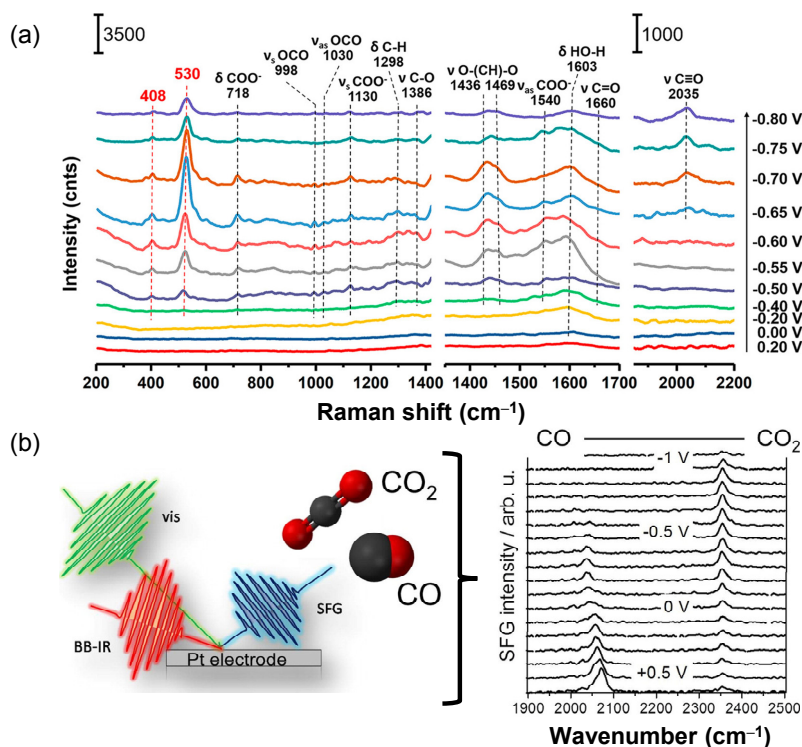 (a)
3500
1000
408
530
δ COO⁻
718
νs OCO
998
νas OCO
1030
νs COO⁻
1130
δ C-H
1298
ν C-O
1386
ν O-(CH)-O
1436 1469
νas COO⁻
1540
δ HO-H
1603
ν C=O
1660
ν C≡O
2035
-0.80 V
-0.75 V
-0.70 V
-0.65 V
-0.60 V
-0.55 V
-0.50 V
-0.40 V
-0.20 V
0.00 V
0.20 V
Intensity (cnts)
200 400 600 800 1000 1200 1400 1400 1500 1600 1700 2000 2100 2200
Raman shift (cm⁻¹)
(b)
vis
BB-IR
SFG
Pt electrode
CO₂
CO
CO CO₂
-1 V
-0.5 V
0 V
+0.5 V
SFG intensity / arb. u.
1900 2000 2100 2200 2300 2400 2500
Wavenumber (cm⁻¹)